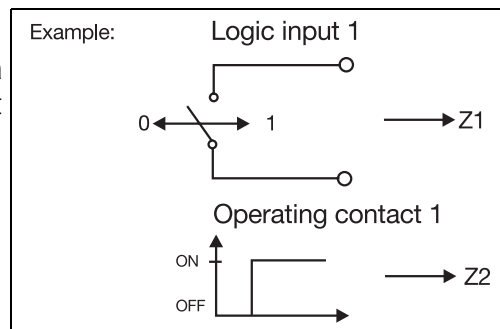 Example:
Logic input 1
0 1
Z1
Operating contact 1
ON
Z2
OFF